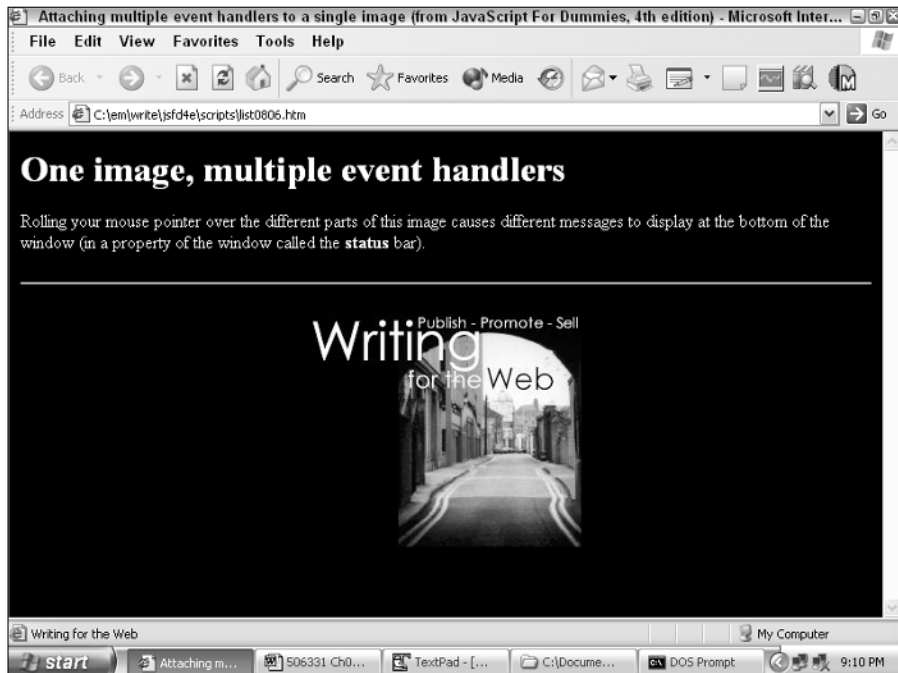 Attaching multiple event handlers to a single image (from JavaScript For Dummies, 4th edition) - Microsoft Inter...
File Edit View Favorites Tools Help
Back Search Favorites Media
Address C:\em\write\jsfd4e\scripts\list0806.htm Go
One image, multiple event handlers
Rolling your mouse pointer over the different parts of this image causes different messages to display at the bottom of the
window (in a property of the window called the status bar).
Publish - Promote - Sell
Writing
for the Web
Writing for the Web My Computer
start Attaching m... 506331 Ch0... TextPad - [... C:\Docume... DOS Prompt 9:10 PM